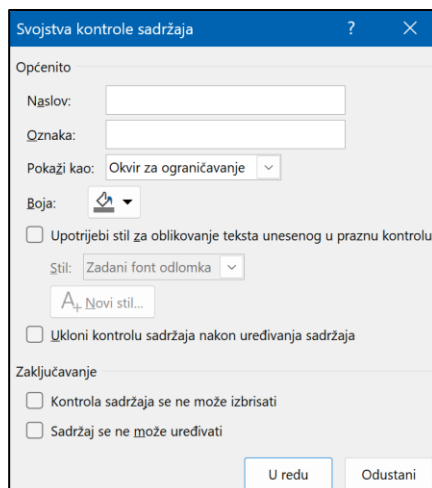 Svojstva kontrole sadržaja ?
Općenito
Naslov:
Oznaka:
Pokaži kao: Okvir za ograničavanje
Boja:
Upotrijebi stil za oblikovanje teksta unesenog u praznu kontrolu
Stil: Zadani font odlomka
A+ Novi stil...
Ukloni kontrolu sadržaja nakon uređivanja sadržaja
Zaključavanje
Kontrola sadržaja se ne može izbrisati
Sadržaj se ne može uređivati
U redu Odustani